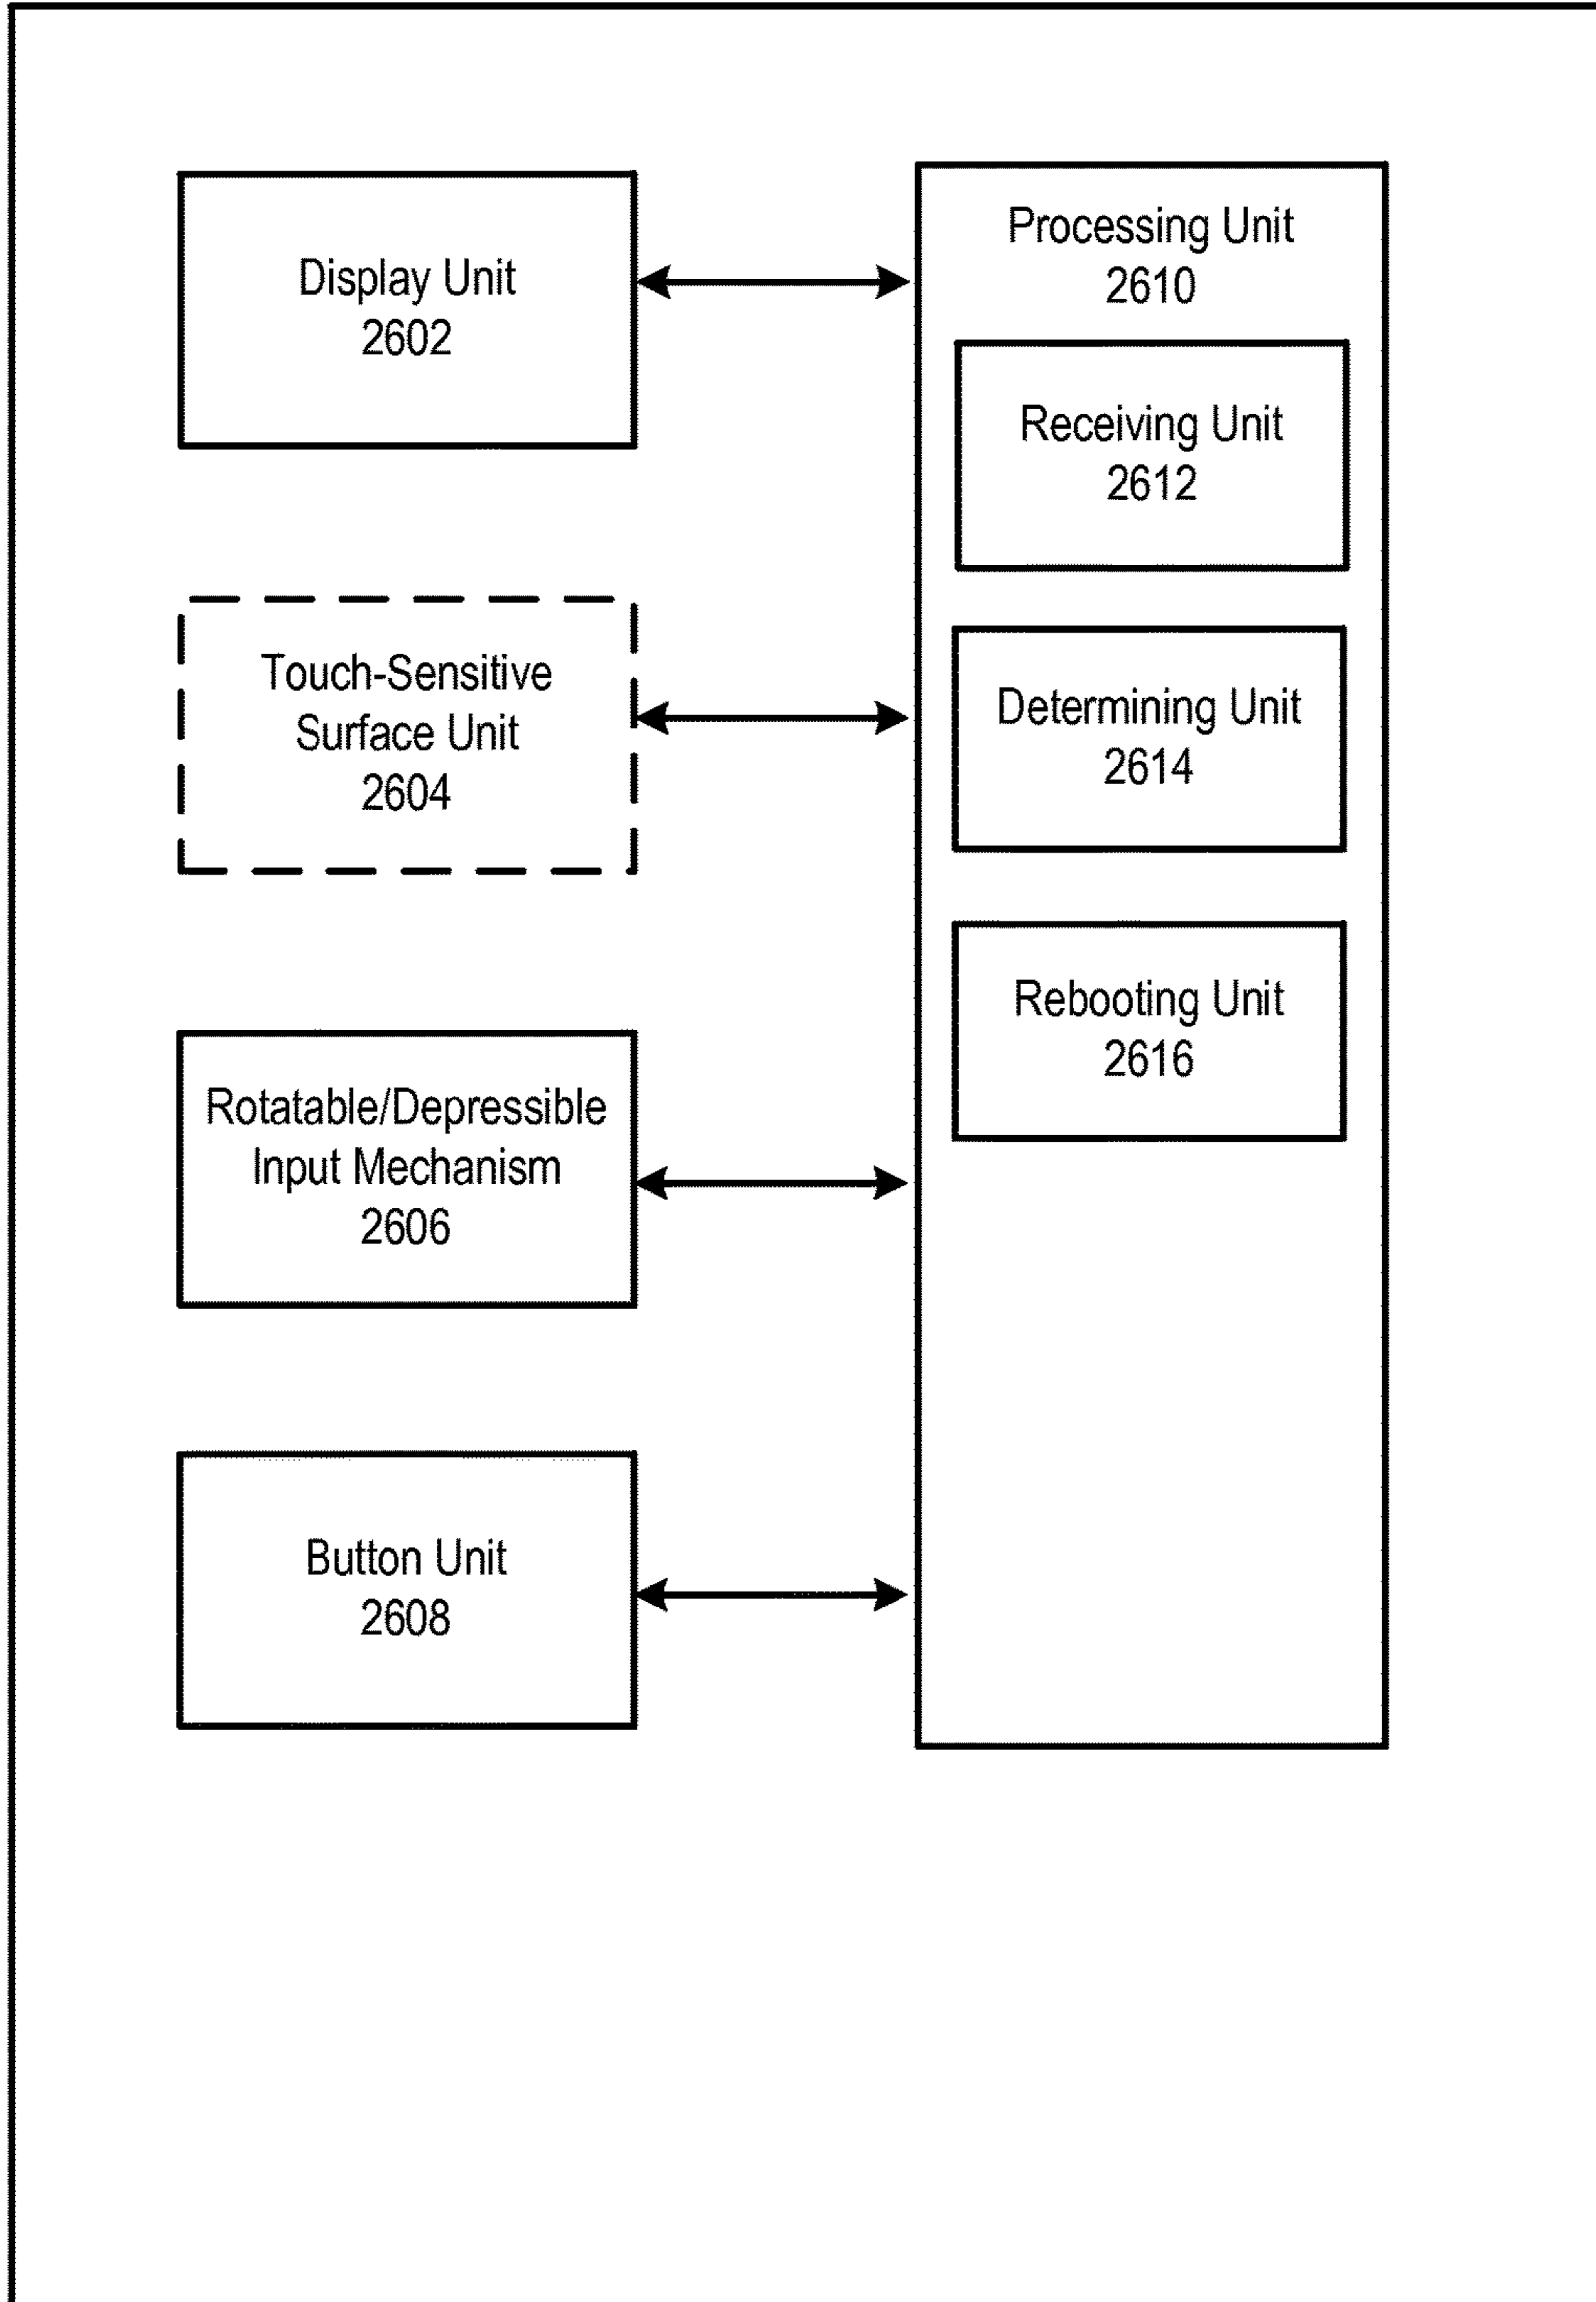 Display Unit
2602
Touch-Sensitive
Surface Unit
2604
Rotatable/Depressible
Input Mechanism
2606
Button Unit
2608
Processing Unit
2610
Receiving Unit
2612
Determining Unit
2614
Rebooting Unit
2616